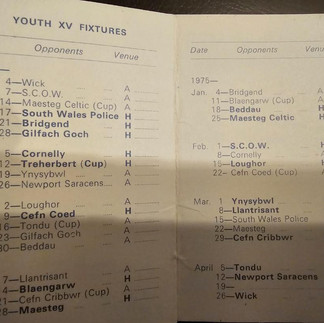 YOUTH XV FIXTURES
Opponents Venue
4—Wick A
7—S.C.O.W. A
14—Maesteg Celtic (Cup) A
17—South Wales Police H
21—Bridgend H
28—Gilfach Goch H
5—Cornelly H
12—Treherbert (Cup) H
19—Ynysybwl A
26—Newport Saracens A
2—Loughor A
9—Cefn Coed H
16—Tondu (Cup) A
23—Gilfach Goch A
30—Beddau
7—Llantrisant A
4—Blaengarw H
21—Cefn Cribbwr (Cup) H
28—Maesteg
Date Opponents Venue
1975—
Jan. 4—Bridgend A
11—Blaengarw (Cup) A
18—Beddau H
25—Maesteg Celtic H
Feb. 1—S.C.O.W. H
8—Cornelly A
15—Loughor H
22—Cefn Coed (Cup) A
Mar. 1 Ynysybwl H
8—Llantrisant H
15—South Wales Police A
22—Maesteg A
29—Cefn Cribbwr H
April 5—Tondu H
12—Newport Saracens H
19—
26—Wick H